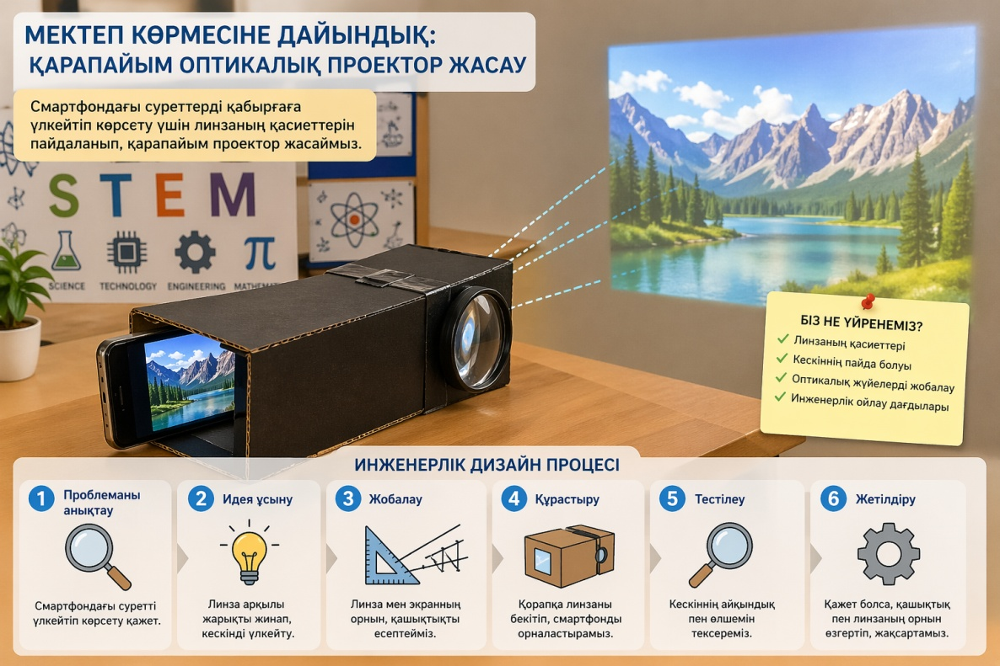 МЕКТЕП КӨРМЕСІНЕ ДАЙЫНДЫҚ:
ҚАРАПАЙЫМ ОПТИКАЛЫҚ ПРОЕКТОР ЖАСАУ
Смартфондағы суреттерді қабырғаға
үлкейтіп көрсету үшін линзаның қасиеттерін
пайдаланып, қарапайым проектор жасаймыз.
STEM
SCIENCE TECHNOLOGY ENGINEERING
π
БІЗ НЕ ҮЙРЕНЕМІЗ?
Линзаның қасиеттері
Кескіннің пайда болуы
Оптикалық жүйелерді жобалау
Инженерлік ойлау дағдылары
ИНЖЕНЕРЛІК ДИЗАЙН ПРОЦЕСІ
1 Проблеманы
анықтау
Смартфондағы суретті
үлкейтіп көрсету қажет.
2 Идея ұсыну
Линза арқылы
жарықты жинап,
кескінді үлкейту.
3 Жобалау
Линза мен экранның
орнын, қашықтықты
есептейміз.
4 Құрастыру
Қорапқа линзаны
бекітіп, смартфонды
орналастырамыз.
5 Тестілеу
Кескіннің айқындық
пен өлшемін
тексереміз.
6 Жетілдіру
Қажет болса, қашықтық
пен линзаның орнын
өзгертіп, жақсартамыз.